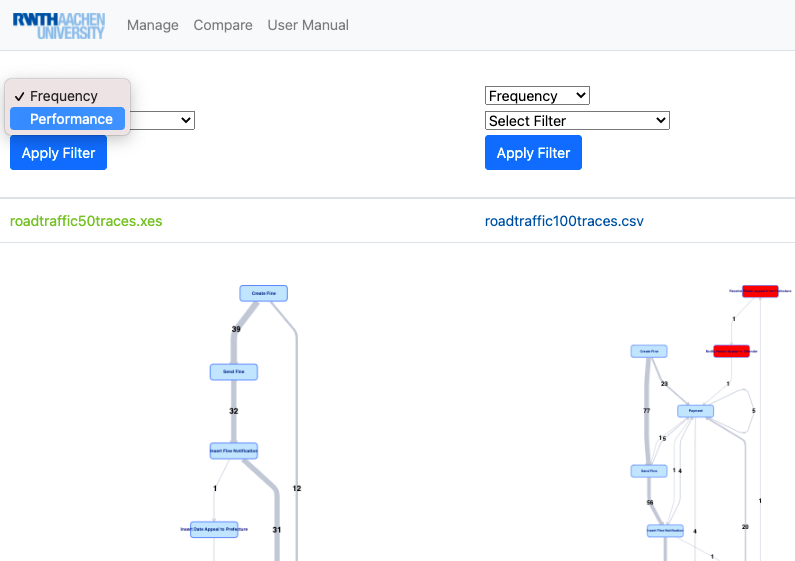 RWTH AACHEN
UNIVERSITY
Manage Compare User Manual
Frequency
Performance
Apply Filter
Frequency
Select Filter
Apply Filter
roadtraffic50traces.xes
roadtraffic100traces.csv
Create Fine
39
Send Fine
32
Insert Fine Notification
1
12
31
Insert Date Appeal to Prefecture
1
Create Fine
23
1
77
Payment
5
1 6
Send Fine
1 4
56
1
Insert Fine Notification
4
20
1